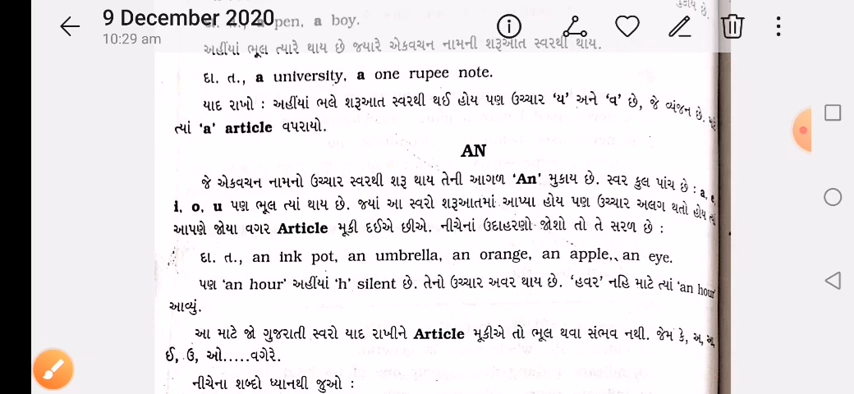 9 December 2020
10:29 am
pen, a boy.
અહીંયાં ભૂલ ત્યારે થાય છે જ્યારે એકવચન નામની શરૂઆત સ્વરથી થાય.
દા. ત., a university, a one rupee note.
યાદ રાખો : અહીંયાં ભલે શરૂઆત સ્વરથી થઈ હોય પણ ઉચ્ચાર ‘ય’ અને ‘વ’ છે, જે વ્યંજન છે.
ત્યાં ‘a’ article વપરાયો.
AN
જે એકવચન નામનો ઉચ્ચાર સ્વરથી શરૂ થાય તેની આગળ ‘An’ મુકાય છે. સ્વર કુલ પાંચ છે : a, e,
i, o, u પણ ભૂલ ત્યાં થાય છે. જ્યાં આ સ્વરો શરૂઆતમાં આપ્યા હોય પણ ઉચ્ચાર અલગ થતો હોય ત્યાં
આપણે જોયા વગર Article મૂકી દઈએ છીએ. નીચેનાં ઉદાહરણો જોશો તો તે સરળ છે :
દા. ત., an ink pot, an umbrella, an orange, an apple, an eye.
પણ ‘an hour’ અહીંયાં ‘h’ silent છે. તેનો ઉચ્ચાર અવર થાય છે. ‘હવર’ નહિ માટે ત્યાં ‘an hour’
આવ્યું.
આ માટે જો ગુજરાતી સ્વરો યાદ રાખીને Article મૂકીએ તો ભૂલ થવા સંભવ નથી. જેમ કે, અ,
ઈ, ઉ, ઓ.....વગેરે.
નીચેના શબ્દો ધ્યાનથી જુઓ :